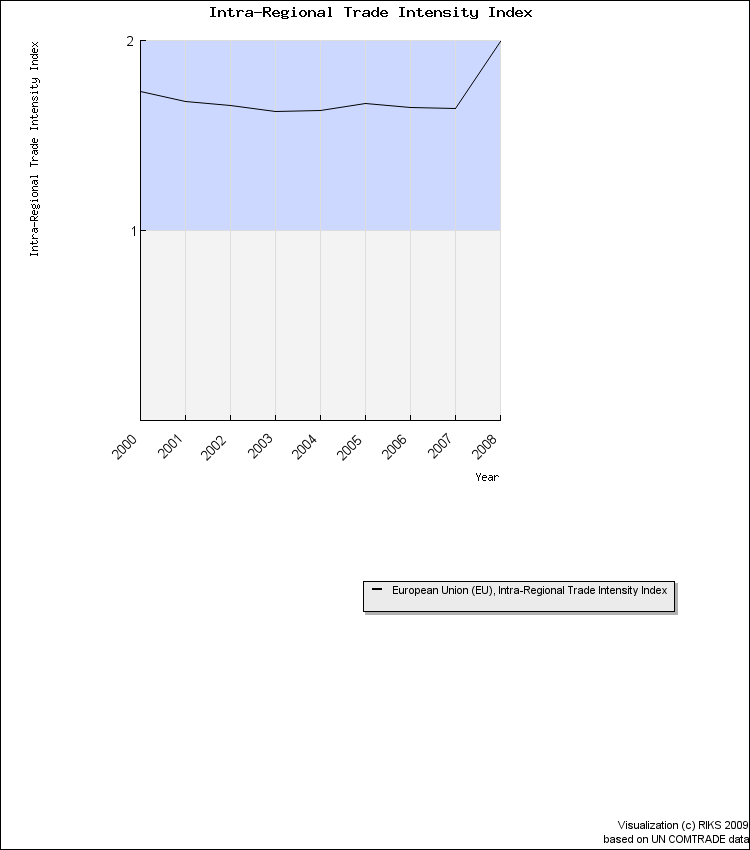 Intra-Regional Trade Intensity Index
Intra-Regional Trade Intensity Index
2
1
2000
2001
2002
2003
2004
2005
2006
2007
2008
Year
European Union (EU), Intra-Regional Trade Intensity Index
Visualization (c) RIKS 2009
based on UN COMTRADE data